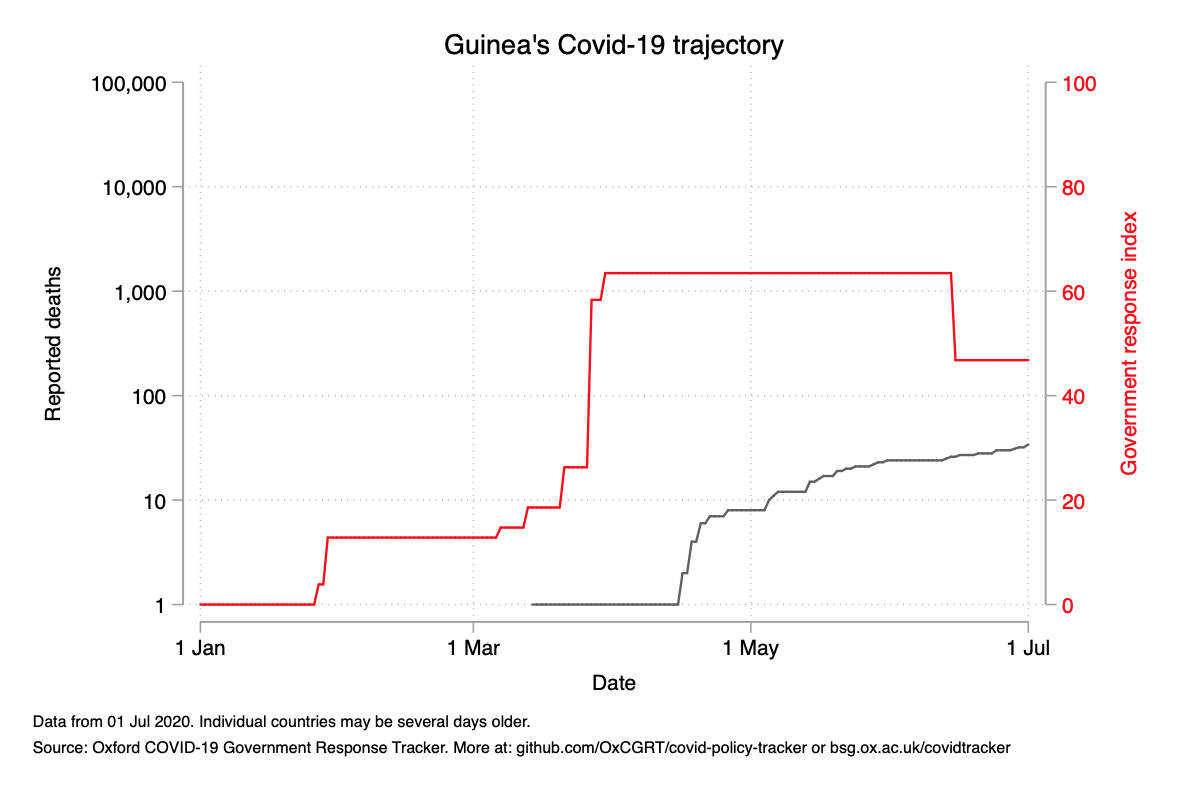 Guinea's Covid-19 trajectory
100,000
10,000
1,000
100
10
1
Reported deaths
100
80
60
40
20
0
Government response index
1 Jan
1 Mar
1 May
1 Jul
Date
Data from 01 Jul 2020. Individual countries may be several days older.
Source: Oxford COVID-19 Government Response Tracker. More at: github.com/OxCGRT/covid-policy-tracker or bsg.ox.ac.uk/covidtracker